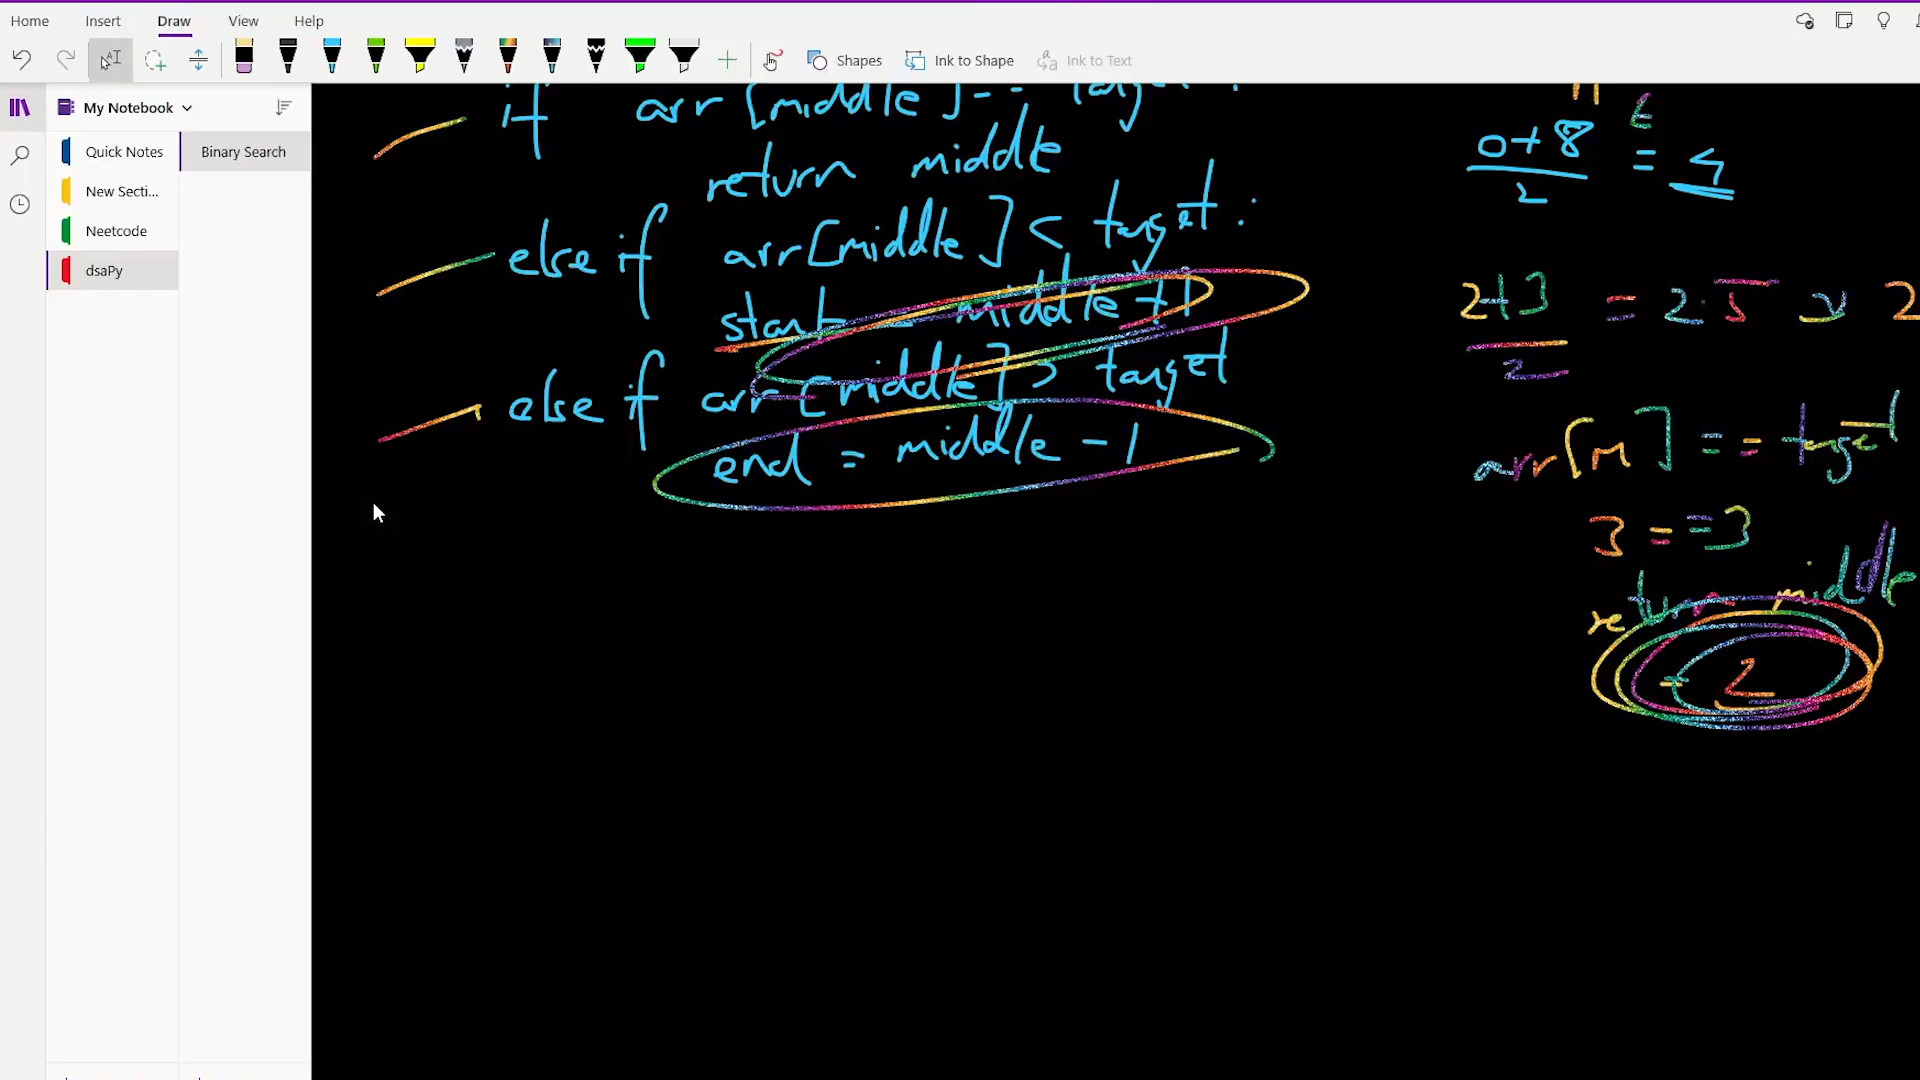 Home Insert Draw View Help
Shapes Ink to Shape Ink to Text
My Notebook
Quick Notes
New Secti...
Neetcode
dsaPy
Binary Search
if arr [middle] == target :
return middle
else if arr[middle] < target :
start = middle + 1
else if arr [middle] > target
end = middle - 1
0+8
2
= 4
2+3
2
= 2.5 ≈ 2
arr [m] == target
3 == 3
return middle
= 2